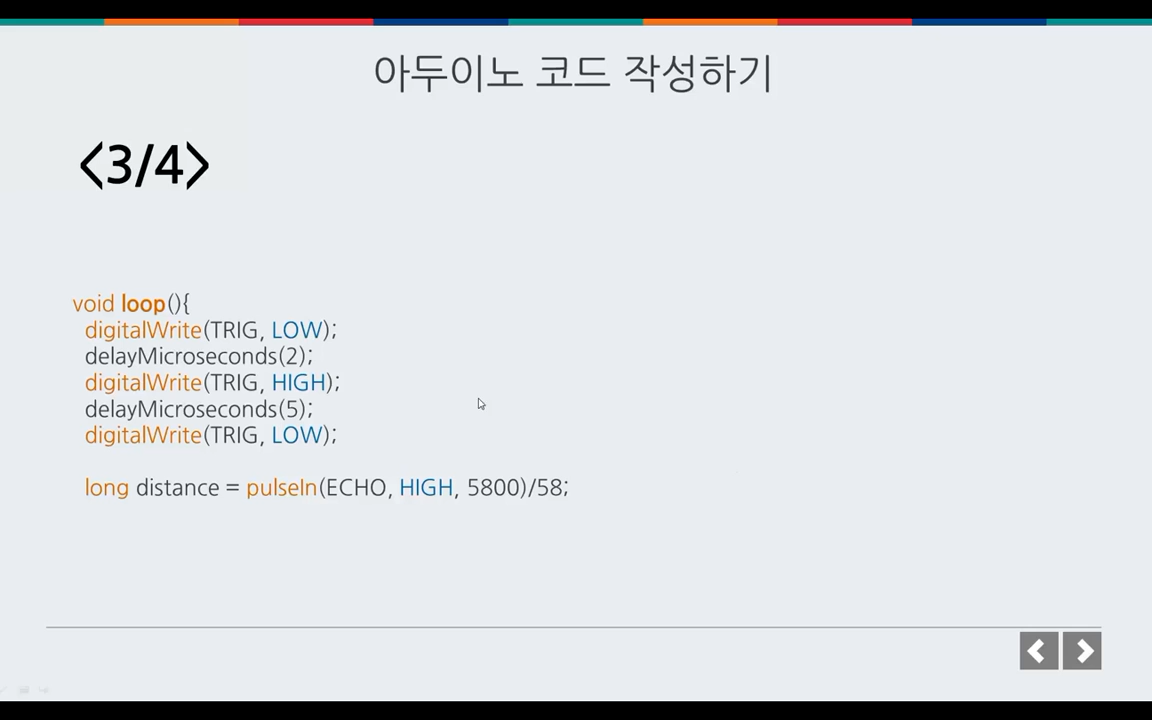 아두이노 코드 작성하기
<3/4>
void loop(){
digitalWrite(TRIG, LOW);
delayMicroseconds(2);
digitalWrite(TRIG, HIGH);
delayMicroseconds(5);
digitalWrite(TRIG, LOW);
long distance = pulseIn(ECHO, HIGH, 5800)/58;